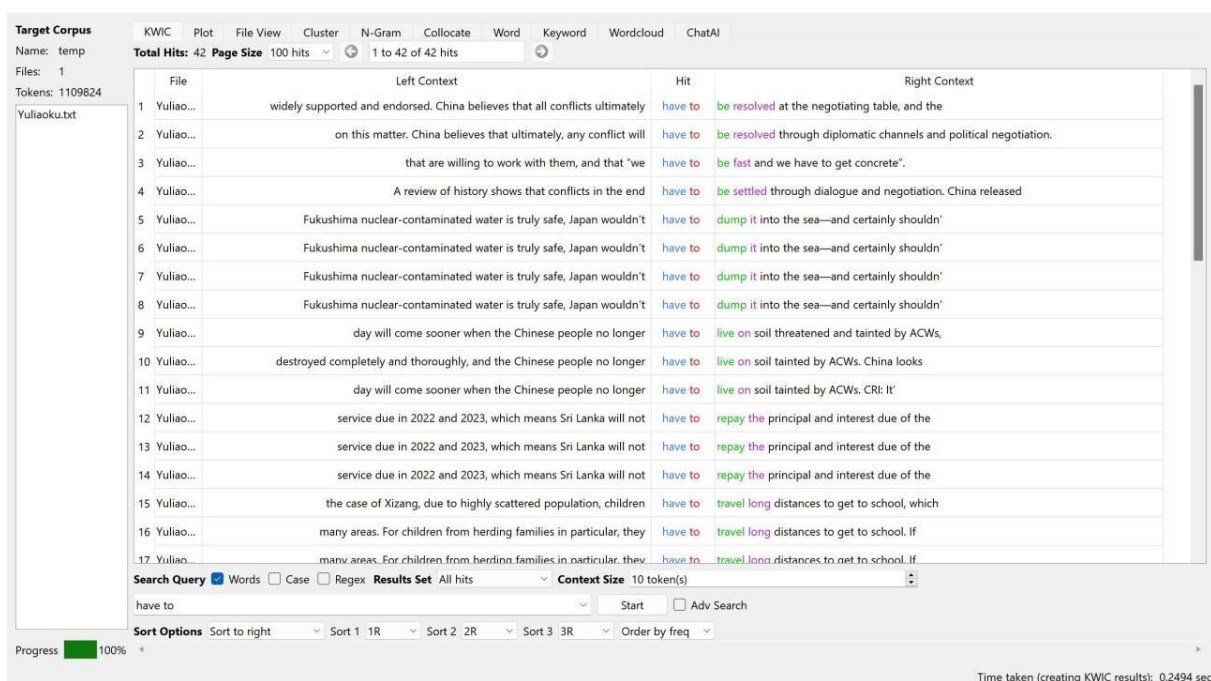 Target Corpus
Name: temp
Files: 1
Tokens: 1109824
Yuliaoku.txt
KWIC Plot File View Cluster N-Gram Collocate Word Keyword Wordcloud ChatAI
Total Hits: 42 Page Size 100 hits 1 to 42 of 42 hits
File Left Context Hit Right Context
1 Yuliao... widely supported and endorsed. China believes that all conflicts ultimately have to be resolved at the negotiating table, and the
2 Yuliao... on this matter. China believes that ultimately, any conflict will have to be resolved through diplomatic channels and political negotiation.
3 Yuliao... that are willing to work with them, and that "we have to be fast and we have to get concrete".
4 Yuliao... A review of history shows that conflicts in the end have to be settled through dialogue and negotiation. China released
5 Yuliao... Fukushima nuclear-contaminated water is truly safe, Japan wouldn't have to dump it into the sea—and certainly shouldn'
6 Yuliao... Fukushima nuclear-contaminated water is truly safe, Japan wouldn't have to dump it into the sea—and certainly shouldn'
7 Yuliao... Fukushima nuclear-contaminated water is truly safe, Japan wouldn't have to dump it into the sea—and certainly shouldn'
8 Yuliao... Fukushima nuclear-contaminated water is truly safe, Japan wouldn't have to dump it into the sea—and certainly shouldn'
9 Yuliao... day will come sooner when the Chinese people no longer have to live on soil threatened and tainted by ACWs,
10 Yuliao... destroyed completely and thoroughly, and the Chinese people no longer have to live on soil tainted by ACWs. China looks
11 Yuliao... day will come sooner when the Chinese people no longer have to live on soil tainted by ACWs. CRI: It'
12 Yuliao... service due in 2022 and 2023, which means Sri Lanka will not have to repay the principal and interest due of the
13 Yuliao... service due in 2022 and 2023, which means Sri Lanka will not have to repay the principal and interest due of the
14 Yuliao... service due in 2022 and 2023, which means Sri Lanka will not have to repay the principal and interest due of the
15 Yuliao... the case of Xizang, due to highly scattered population, children have to travel long distances to get to school, which
16 Yuliao... many areas. For children from herding families in particular, they have to travel long distances to get to school. If
17 Yuliao... many areas. For children from herding families in particular, they have to travel long distances to get to school. If
Search Query Words Case Regex Results Set All hits Context Size 10 token(s)
have to Start Adv Search
Sort Options Sort to right Sort 1 1R Sort 2 2R Sort 3 3R Order by freq
Progress 100%
Time taken (creating KWIC results): 0.2494 sec